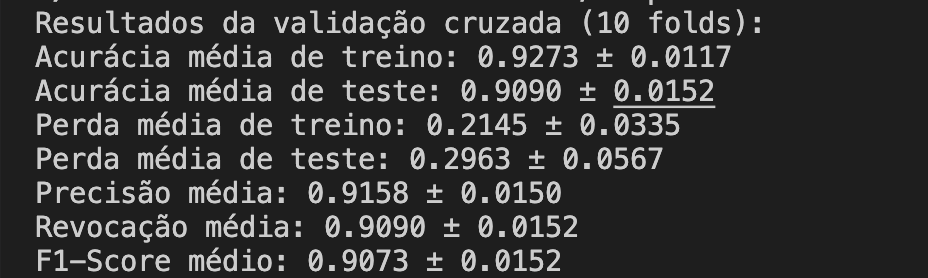 Resultados da validação cruzada (10 folds):
Acurácia média de treino: 0.9273 ± 0.0117
Acurácia média de teste: 0.9090 ± 0.0152
Perda média de treino: 0.2145 ± 0.0335
Perda média de teste: 0.2963 ± 0.0567
Precisão média: 0.9158 ± 0.0150
Revocação média: 0.9090 ± 0.0152
F1-Score médio: 0.9073 ± 0.0152